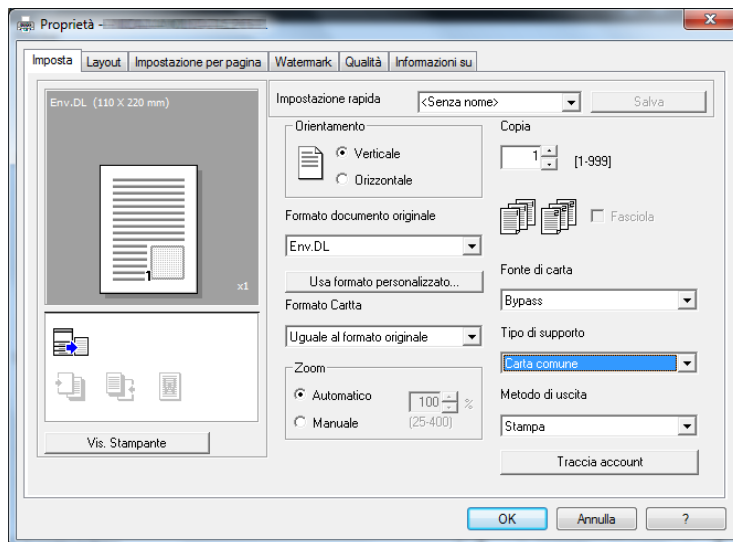 Proprietà -
Imposta Layout Impostazione per pagina Watermark Qualità Informazioni su
Env.DL (110 X 220 mm)
1
x1
Vis. Stampante
Impostazione rapida <Senza nome> Salva
Orientamento
Verticale
Orizzontale
Formato documento originale
Env.DL
Usa formato personalizzato...
Formato Cartta
Uguale al formato originale
Zoom
Automatico 100 %
Manuale (25-400)
Copia
1 [1-999]
Fasciola
Fonte di carta
Bypass
Tipo di supporto
Carta comune
Metodo di uscita
Stampa
Traccia account
OK Annulla ?